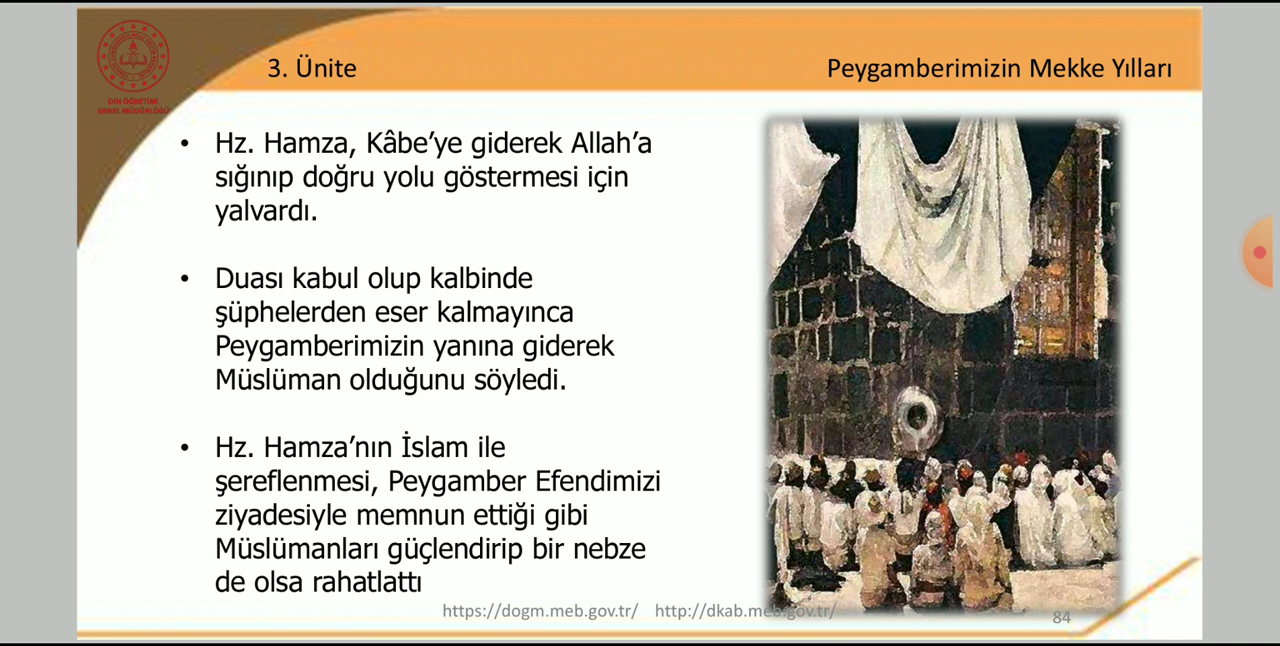 3. Ünite
Peygamberimizin Mekke Yılları
DİN ÖĞRETİMİ
GENEL MÜDÜRLÜĞÜ
• Hz. Hamza, Kâbe’ye giderek Allah’a
sığınıp doğru yolu göstermesi için
yalvardı.
• Duası kabul olup kalbinde
şüphelerden eser kalmayınca
Peygamberimizin yanına giderek
Müslüman olduğunu söyledi.
• Hz. Hamza’nın İslam ile
şereflenmesi, Peygamber Efendimizi
ziyadesiyle memnun ettiği gibi
Müslümanları güçlendirip bir nebze
de olsa rahatlattı
https://dogm.meb.gov.tr/ http://dkab.meb.gov.tr/
84